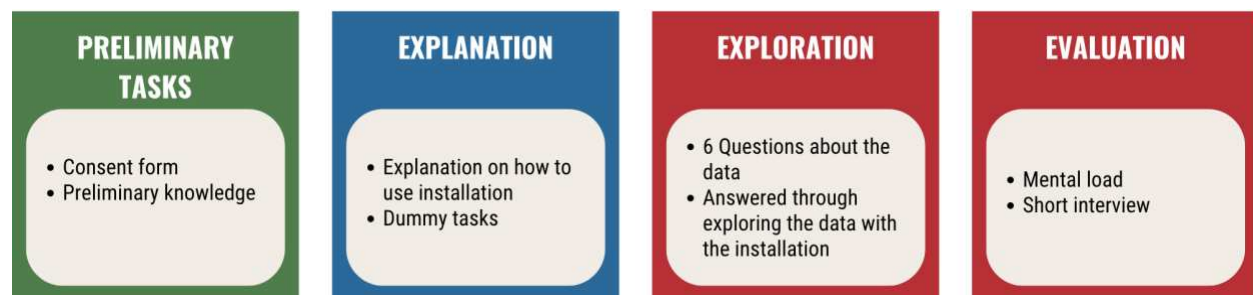 PRELIMINARY
TASKS
• Consent form
• Preliminary knowledge
EXPLANATION
• Explanation on how to
use installation
• Dummy tasks
EXPLORATION
• 6 Questions about the
data
• Answered through
exploring the data with
the installation
EVALUATION
• Mental load
• Short interview